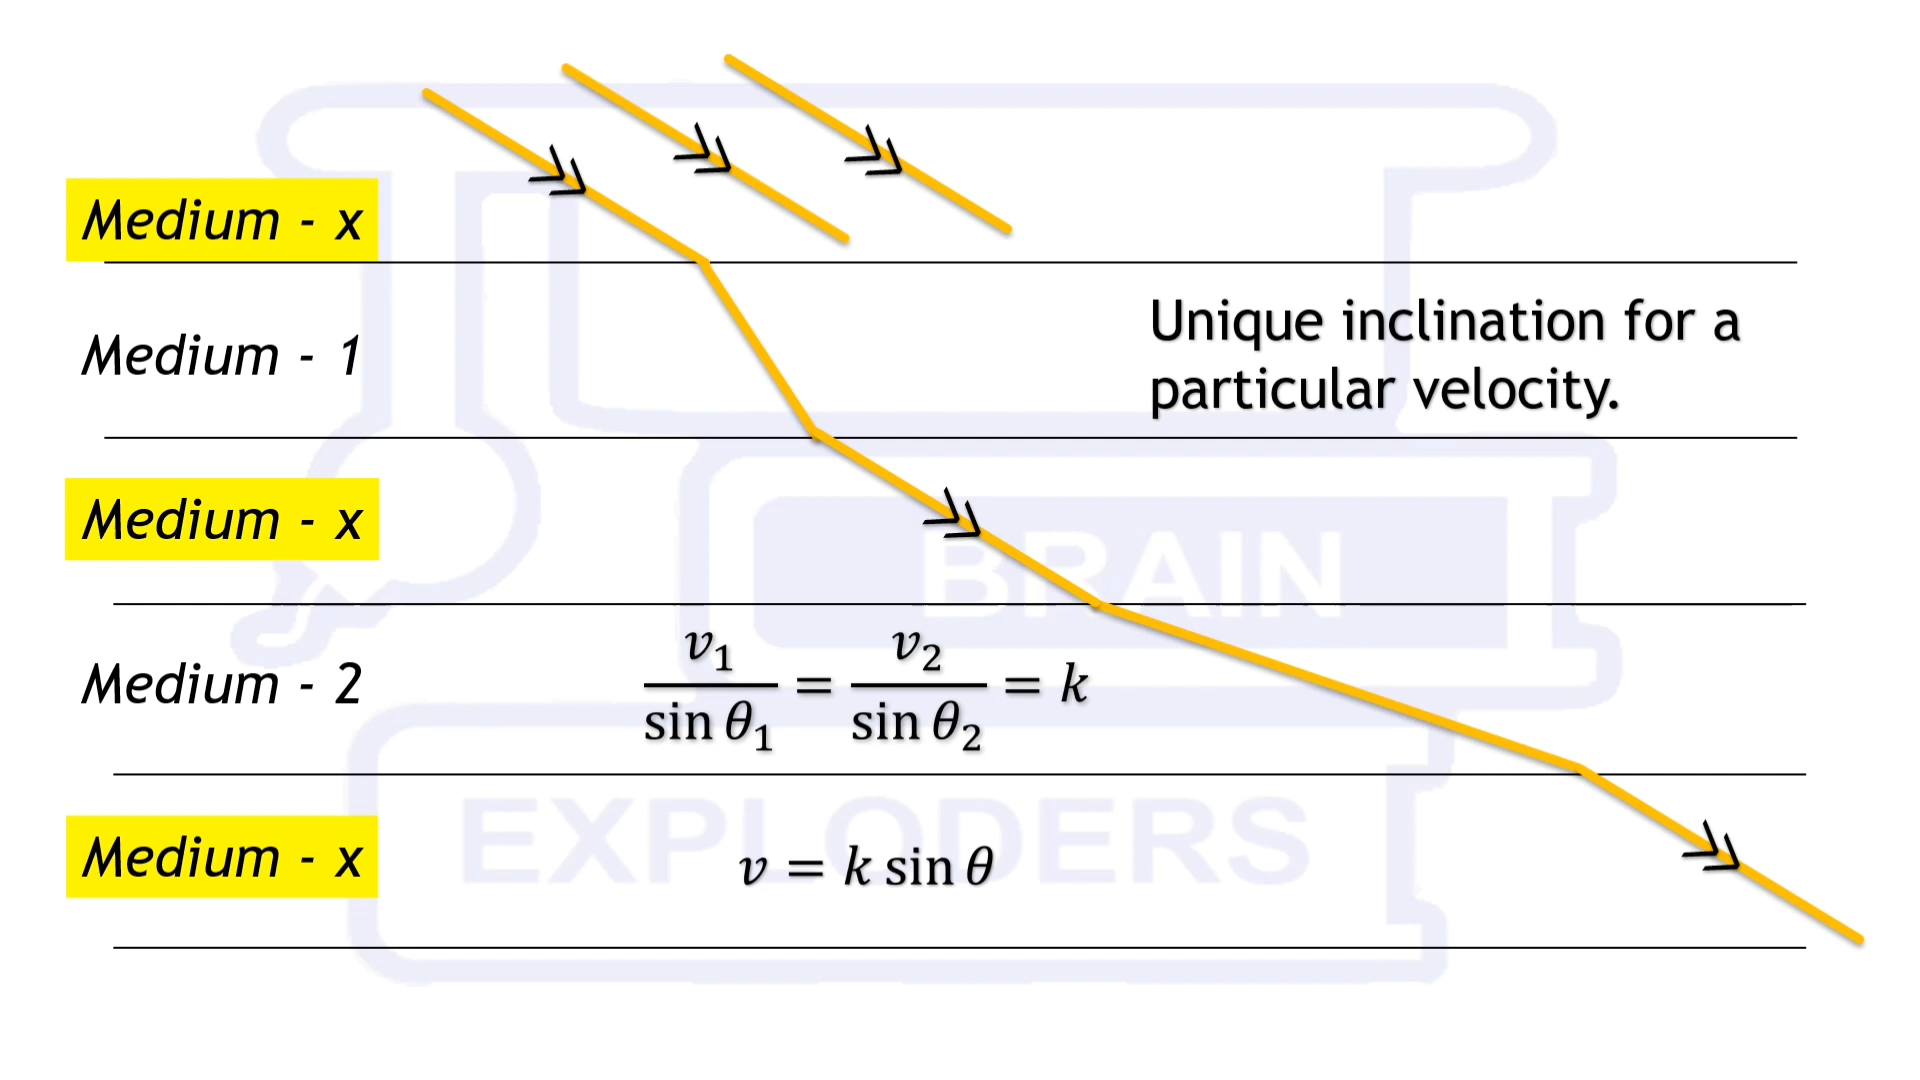 Medium - x
Medium - 1
Unique inclination for a
particular velocity.
Medium - x
BRAIN
Medium - 2
v₁/sin θ₁ = v₂/sin θ₂ = k
Medium - x
EXPLODERS
v = k sin θ